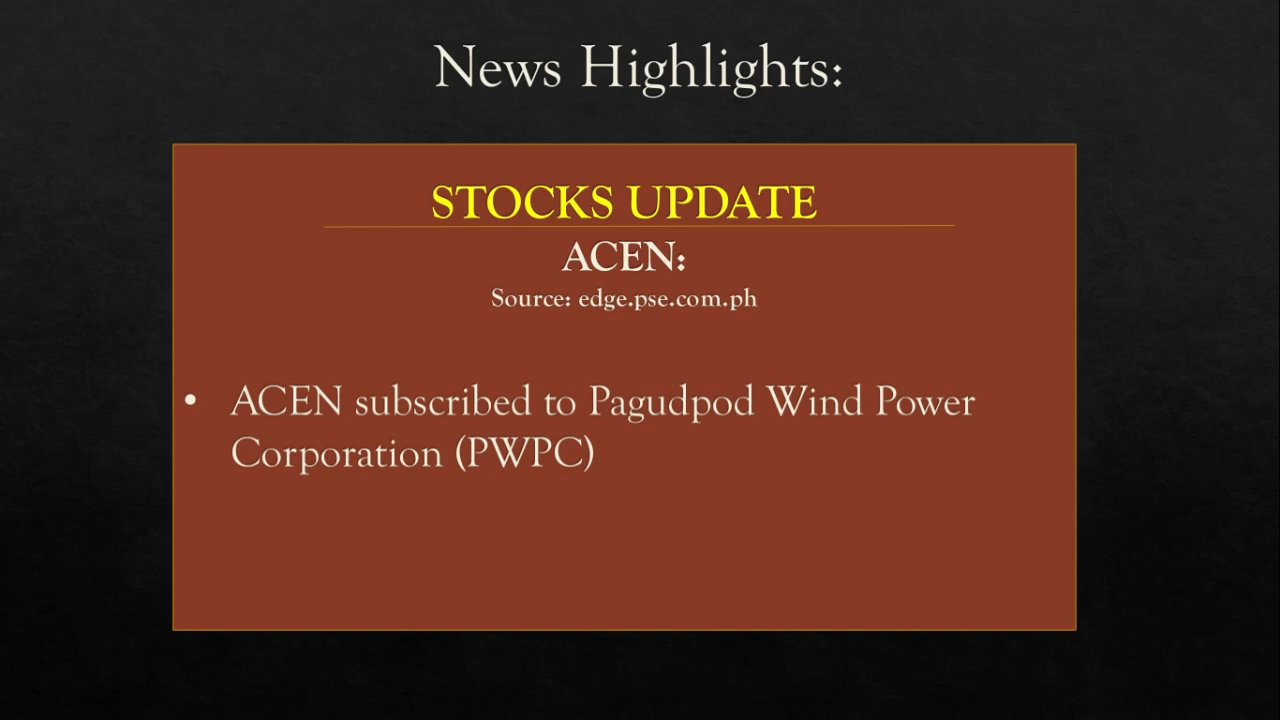 News Highlights:
STOCKS UPDATE
ACEN:
Source: edge.pse.com.ph
• ACEN subscribed to Pagudpod Wind Power
Corporation (PWPC)